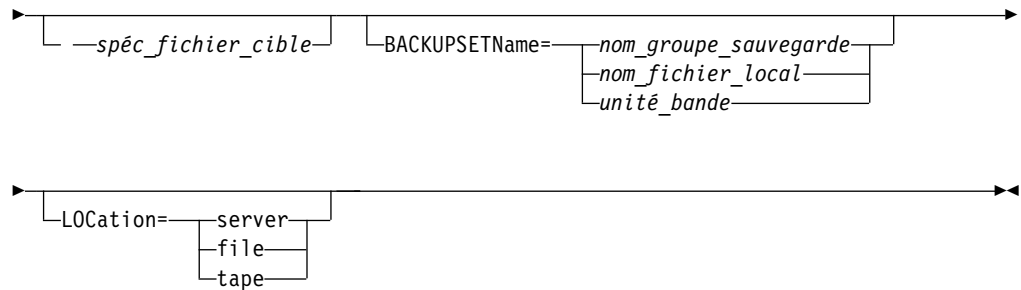 spéc_fichier_cible
BACKUPSETName= nom_groupe_sauvegarde
nom_fichier_local
unité_bande
LOCation= server
file
tape